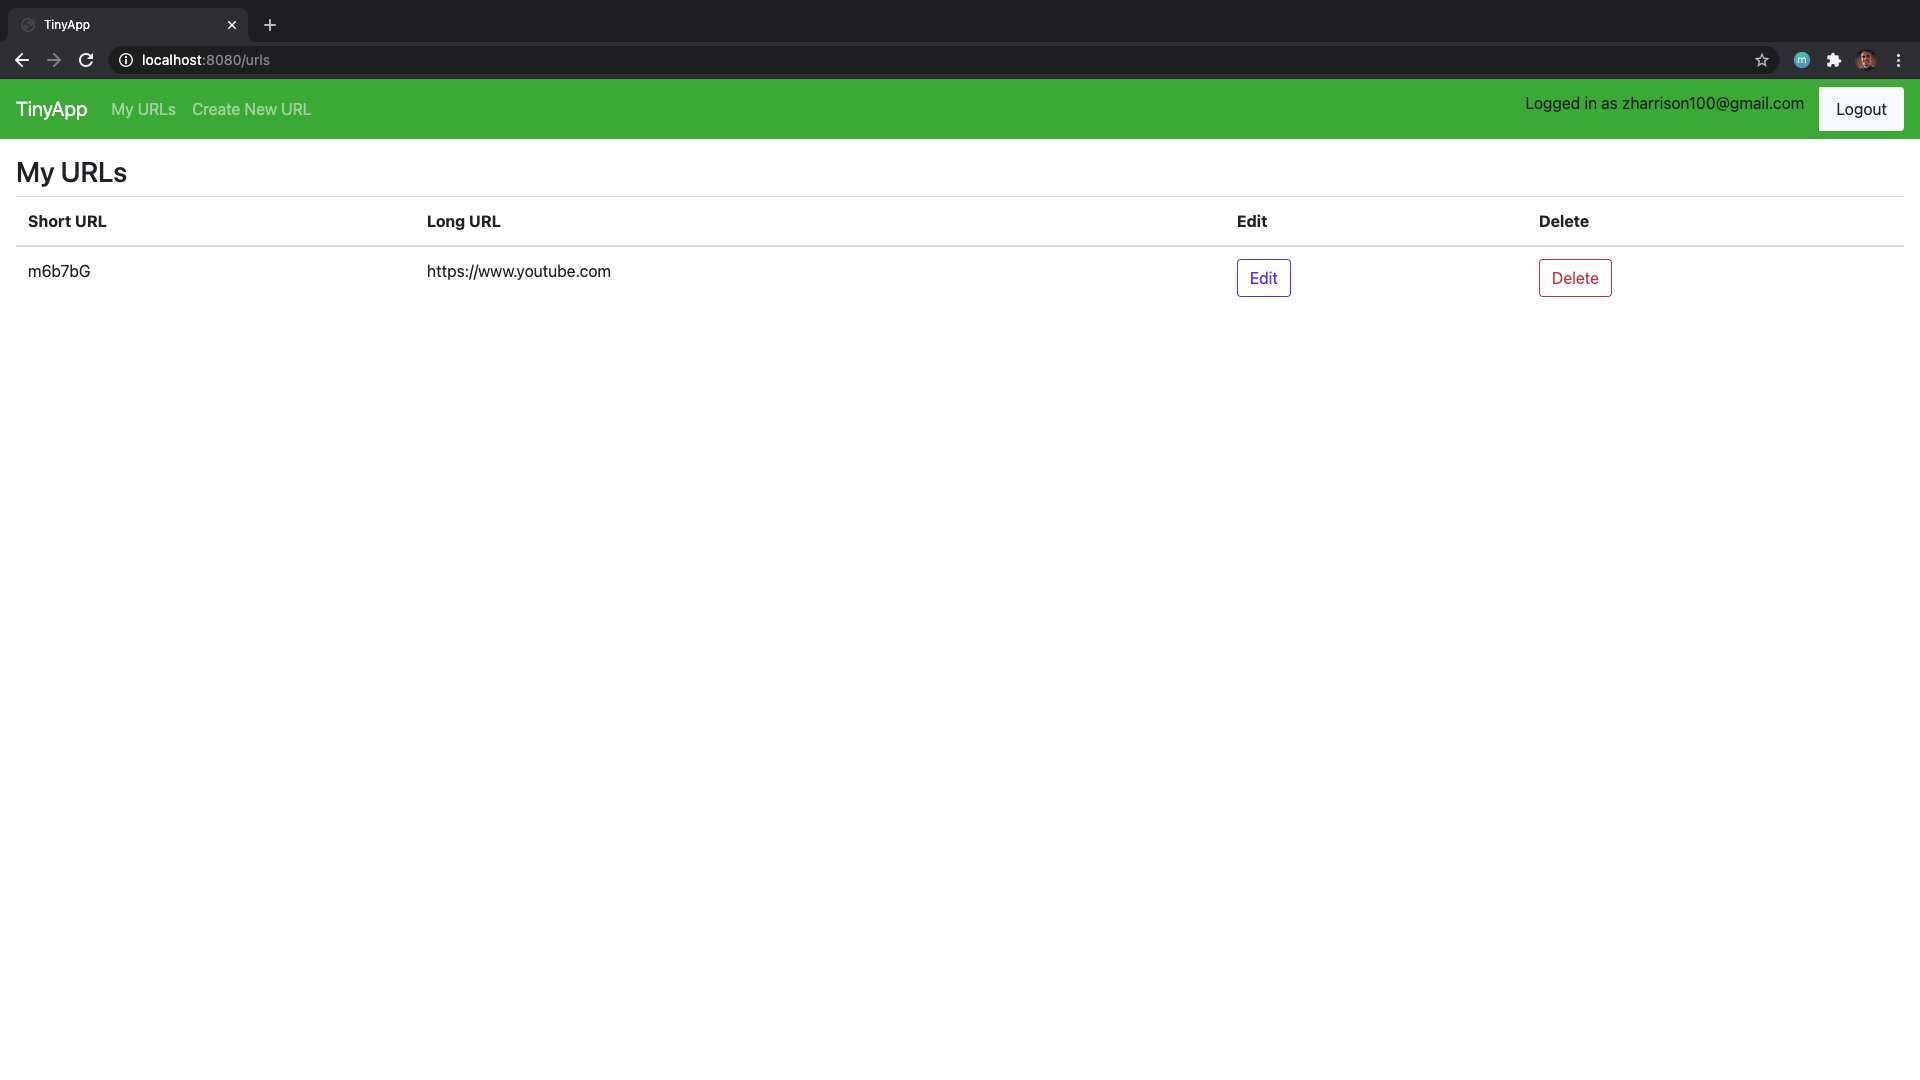 TinyApp
localhost:8080/urls
m
TinyApp My URLs Create New URL Logged in as zharrison100@gmail.com Logout
My URLs
Short URL Long URL Edit Delete
m6b7bG https://www.youtube.com Edit Delete